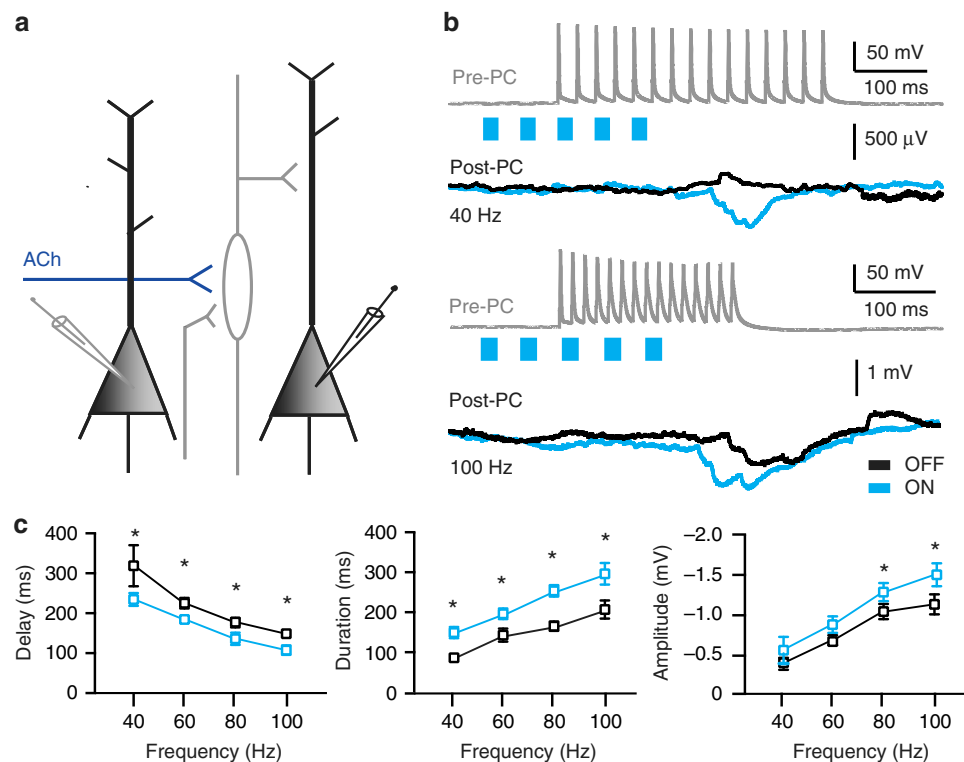 a
ACh
b
Pre-PC
50 mV
100 ms
500 µV
Post-PC
40 Hz
Pre-PC
50 mV
100 ms
1 mV
Post-PC
100 Hz
OFF
ON
c
Delay (ms)
400
300
200
100
0
* * * *
40 60 80 100
Frequency (Hz)
Duration (ms)
400
300
200
100
0
* * * *
40 60 80 100
Frequency (Hz)
Amplitude (mV)
–2.0
–1.5
–1.0
–0.5
0
* *
40 60 80 100
Frequency (Hz)